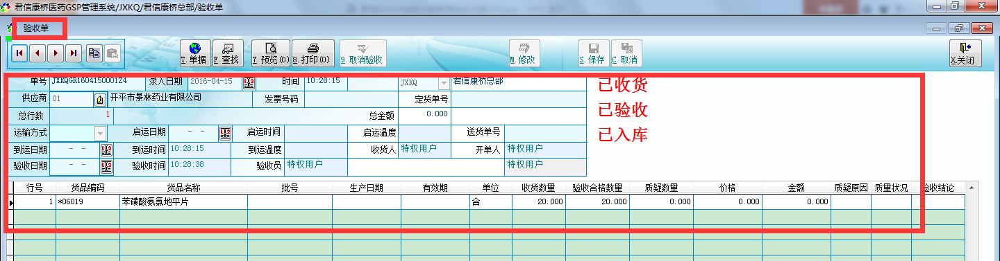 君信康桥医药GSP管理系统/JXKQ/君信康桥总部/验收单
验收单
T.单据 F.查找 7.预览(O) 8.打印(O) 9.取消验收 M.修改 S.保存 C.取消 X.关闭
单号 JXKQGR1604150001Z4 录入日期 2016-04-15 时间 10:28:15 JXKQ 君信康桥总部 已收货
供应商 01 开平市景林药业有限公司 发票号码 定货单号
总行数 1 总金额 0.000 已验收
运输方式 启运日期 - - 启运时间 启运温度 送货单号 已入库
到运日期 - - 到运时间 10:28:15 到运温度 收货人 特权用户 开单人 特权用户
验收日期 - - 验收时间 10:28:38 验收员 特权用户 特权用户
行号 货品编码 货品名称 批号 生产日期 有效期 单位 收货数量 验收合格数量 质疑数量 价格 金额 质疑原因 质量状况 验收结论
1 *06019 苯磺酸氨氯地平片 合 20.000 20.000 0.000 0.000 0.000